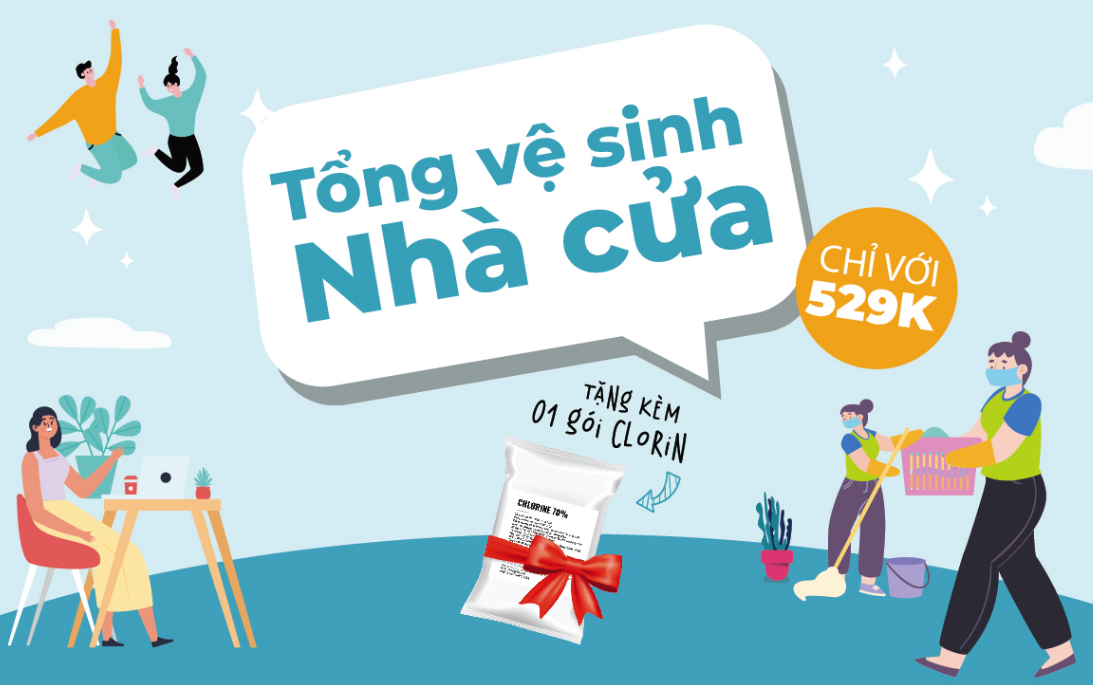 Tổng vệ sinh
Nhà cửa
CHỈ VỚI
529K
TẶNG KÈM
01 gói CLORIN
CHLORINE 70%